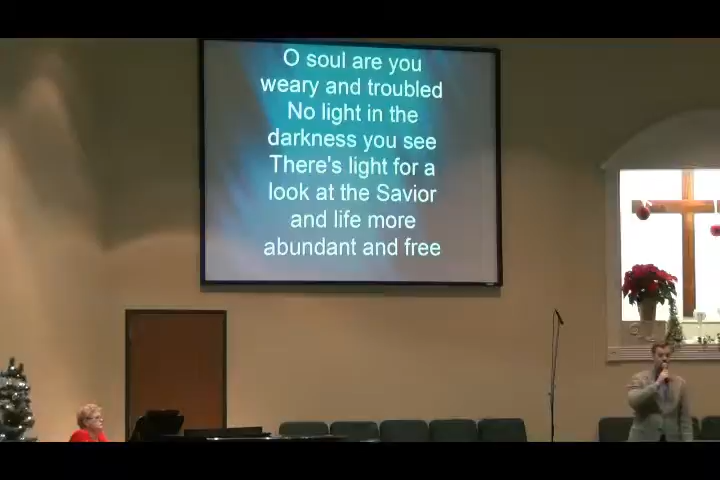 O soul are you
weary and troubled
No light in the
darkness you see
There's light for a
look at the Savior
and life more
abundant and free